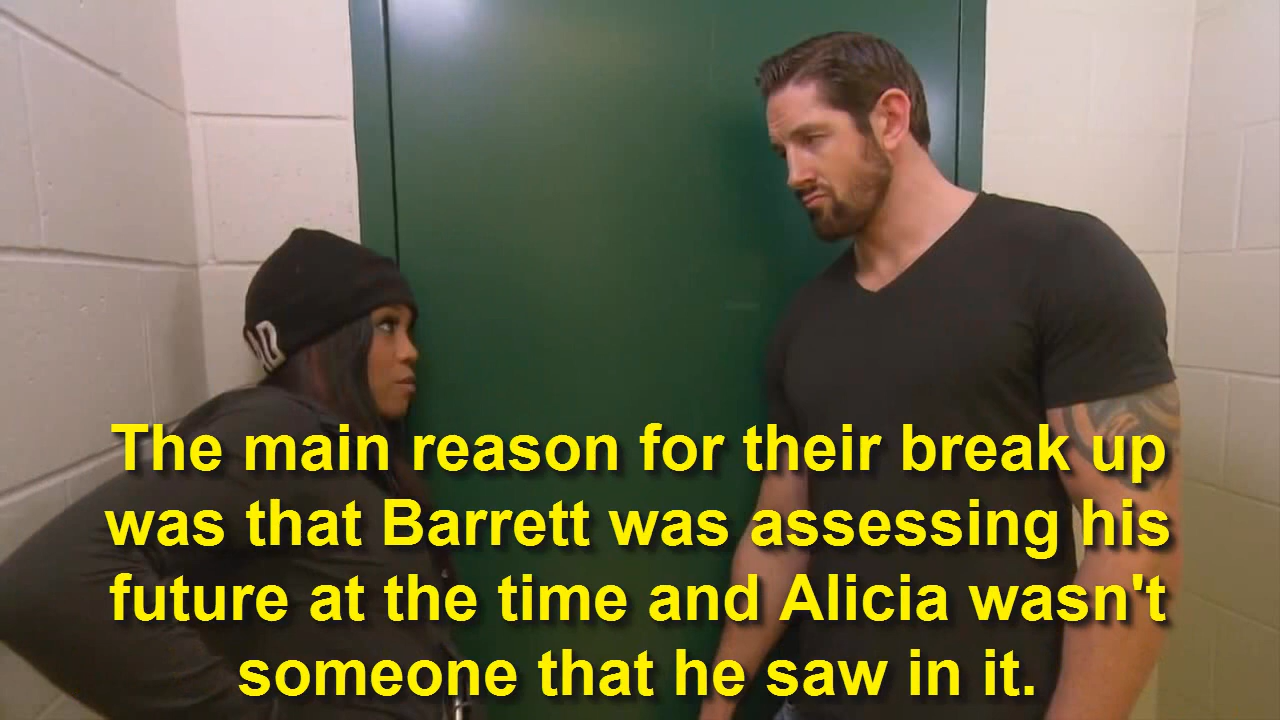 The main reason for their break up
was that Barrett was assessing his
future at the time and Alicia wasn't
someone that he saw in it.